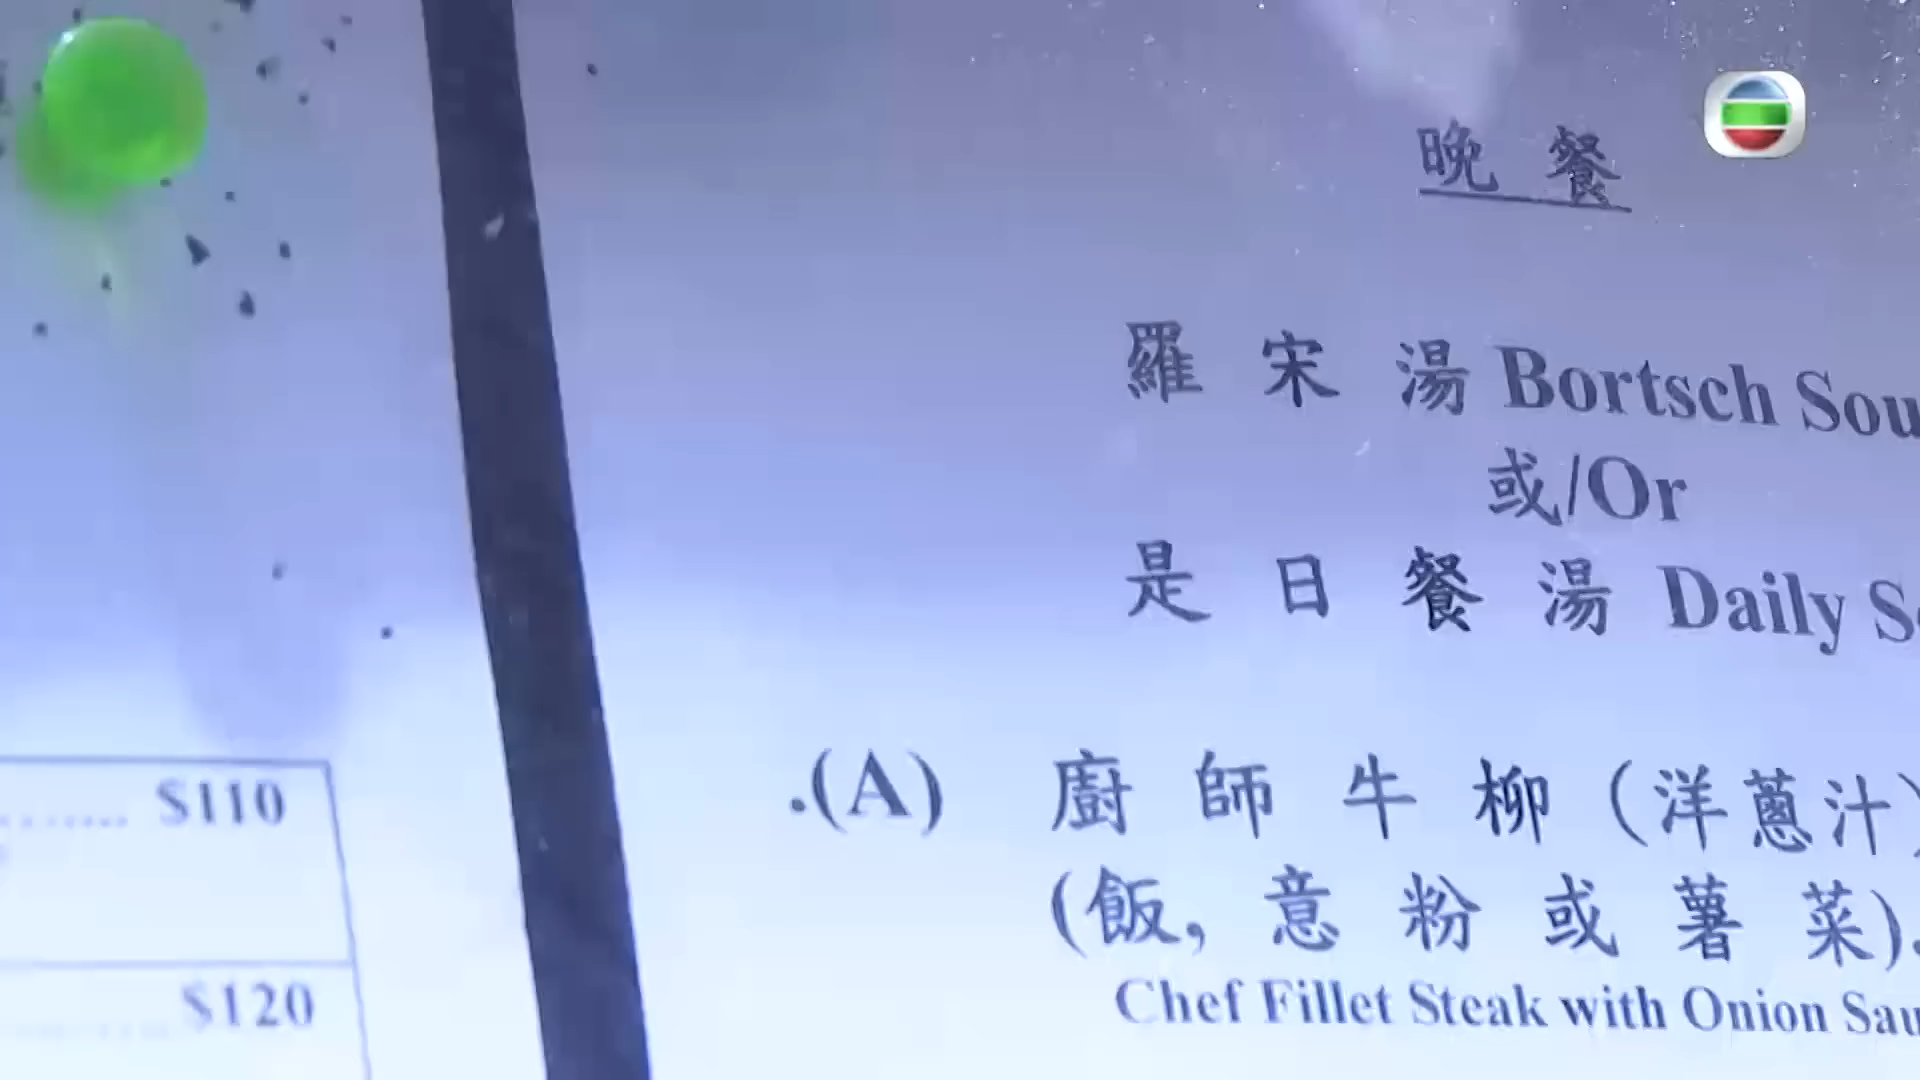 晚餐
羅宋湯 Bortsch Sou
或/Or
是日餐湯 Daily S
.(A) 廚師牛柳(洋蔥汁)
(飯, 意粉或薯菜).
Chef Fillet Steak with Onion Sau
$110
$120